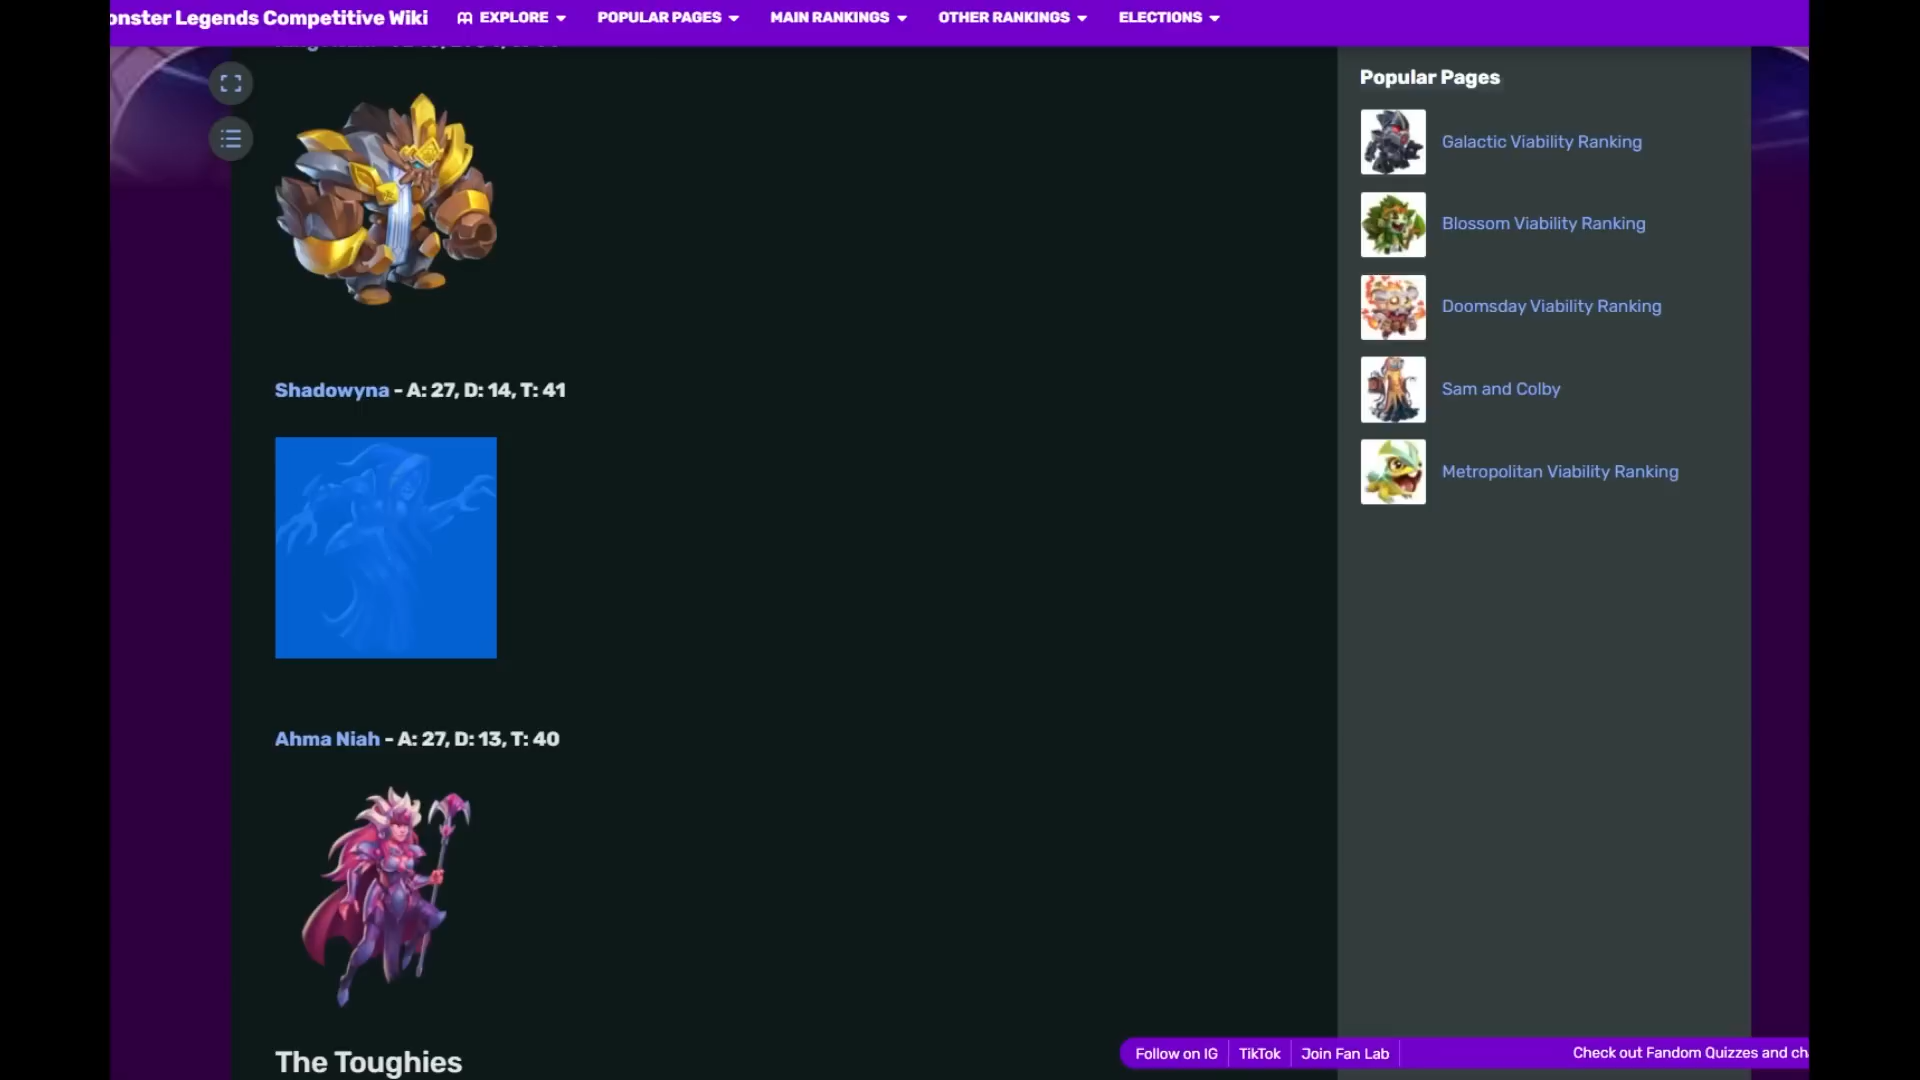 onster Legends Competitive Wiki
EXPLORE
POPULAR PAGES
MAIN RANKINGS
OTHER RANKINGS
ELECTIONS
Shadowyna - A: 27, D: 14, T: 41
Ahma Niah - A: 27, D: 13, T: 40
The Toughies
Popular Pages
Galactic Viability Ranking
Blossom Viability Ranking
Doomsday Viability Ranking
Sam and Colby
Metropolitan Viability Ranking
Follow on IG
TikTok
Join Fan Lab
Check out Fandom Quizzes and